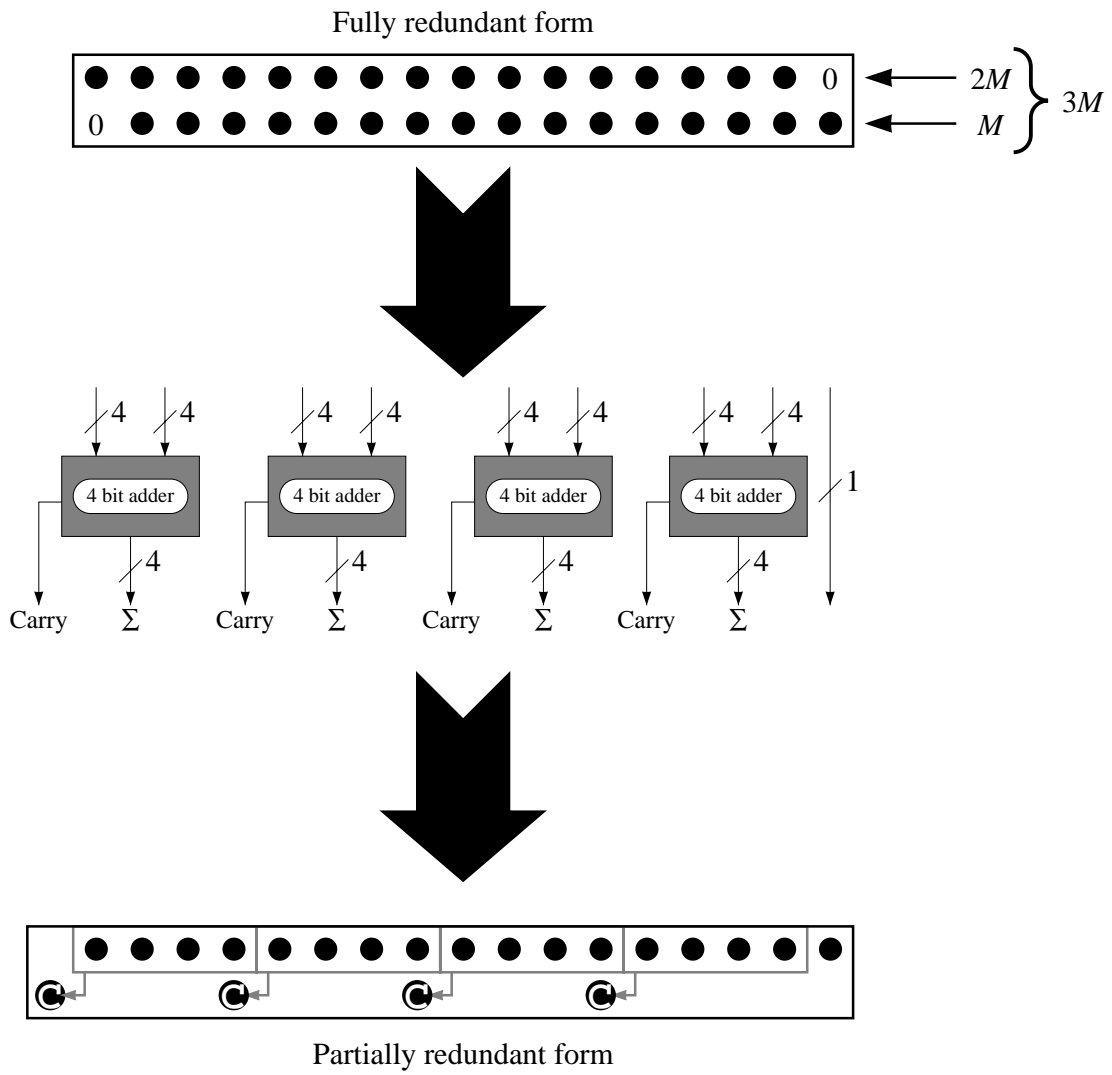 Fully redundant form
0 2M
0 M
3M
4 4 4 4 4 4 4 4
4 bit adder 4 bit adder 4 bit adder 4 bit adder
1
4 4 4 4
Carry Σ Carry Σ Carry Σ Carry Σ
C C C C
Partially redundant form